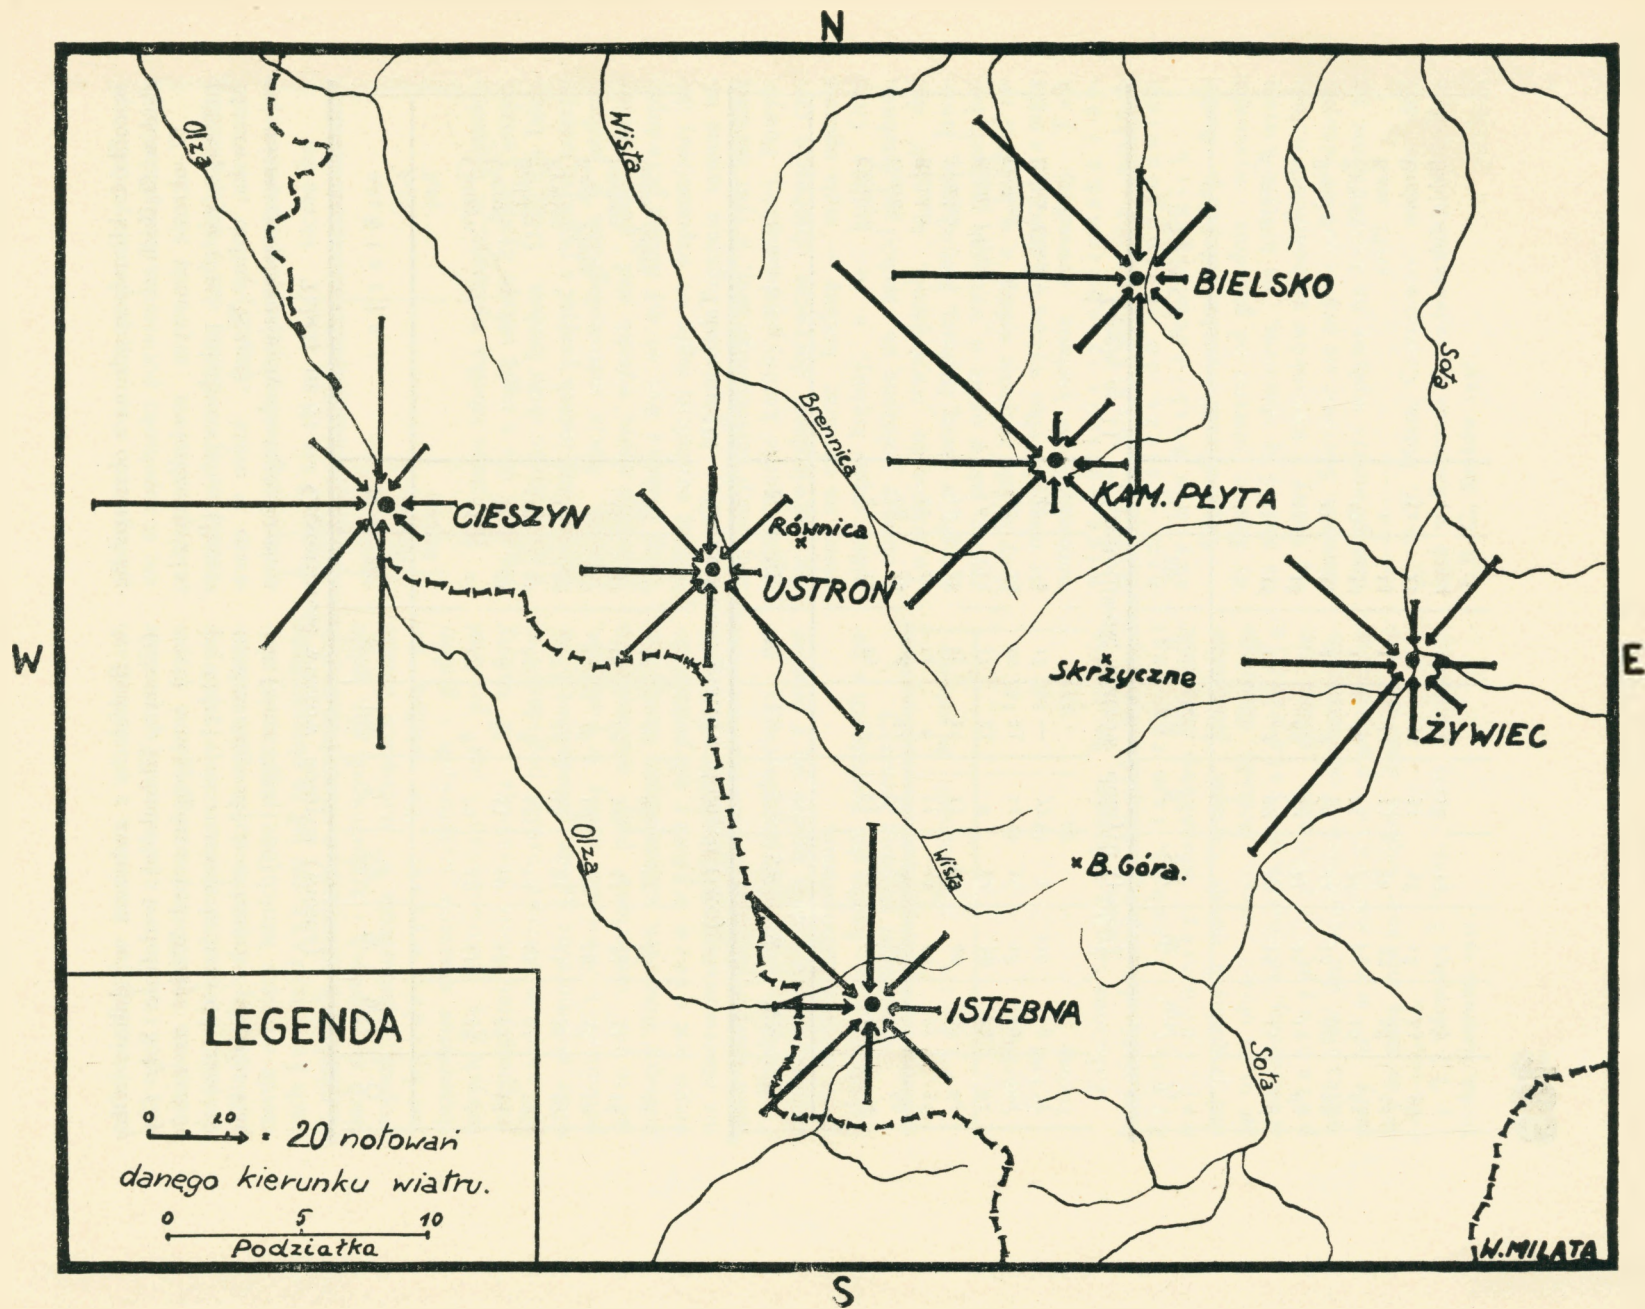 N
Olza
Wisła
BIELSKO
Soła
Brennica
KAM. PŁYTA
CIESZYN
Równica
USTROŃ
W
E
Skrzyczne
ŻYWIEC
Olza
Wisła
B. Góra.
ISTEBNA
Soła
LEGENDA
0 20 = 20 notowań
danego kierunku wiatru.
0 5 10
Podziałka
W. MILATA
S